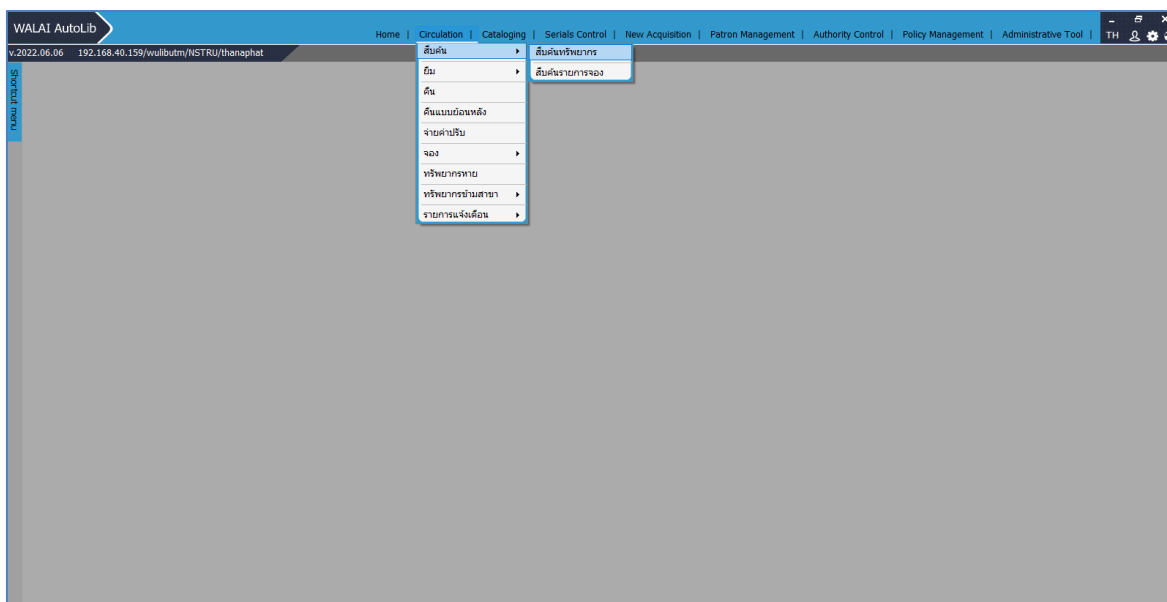 WALAI AutoLib
Home | Circulation | Cataloging | Serials Control | New Acquisition | Patron Management | Authority Control | Policy Management | Administrative Tool | TH
v.2022.06.06 192.168.40.159/wulibutm/NSTRU/thanaphat
Shortcut menu
สืบค้น
ยืม
คืน
คืนแบบย้อนหลัง
จ่ายค่าปรับ
จอง
ทรัพยากรหาย
ทรัพยากรข้ามสาขา
รายการแจ้งเตือน
สืบค้นทรัพยากร
สืบค้นรายการจอง